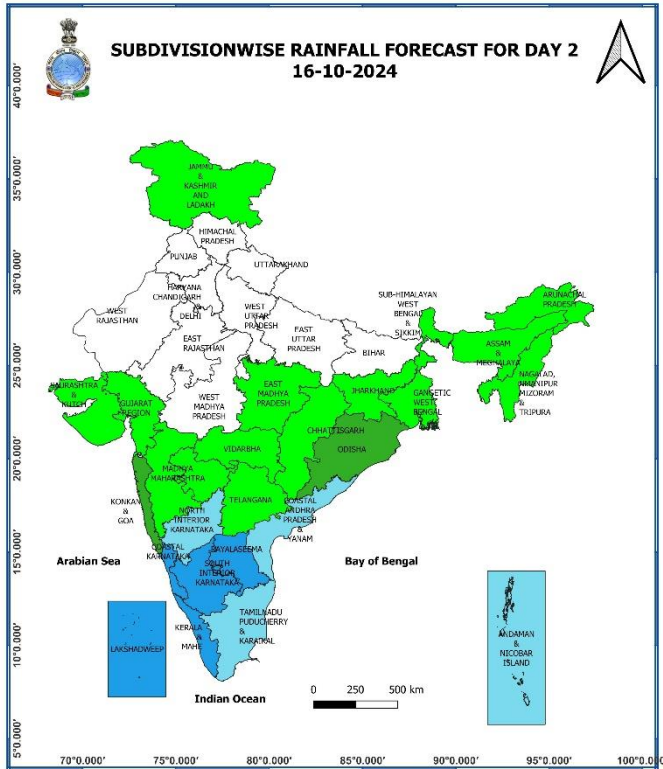 SUBDIVISIONWISE RAINFALL FORECAST FOR DAY 2
16-10-2024
40°0.000'
35°0.000'
30°0.000'
25°0.000'
20°0.000'
15°0.000'
10°0.000'
5°0.000'
JAMMU
&
KASHMIR
AND
LADAKH
HIMACHAL
PRADESH
PUNJAB
UTTARAKHAND
HARYANA
CHANDIGARH
&
DELHI
WEST
RAJASTHAN
WEST
UTTAR
PRADESH
EAST
RAJASTHAN
EAST
UTTAR
PRADESH
BIHAR
SUB-HIMALAYAN
WEST
BENGAL
&
SIKKIM
ARUNACHAL
PRADESH
ASSAM
&
MEGHALAYA
NAGALAD,
MANIPUR
MIZORAM
&
TRIPURA
SAURASHTRA
&
KUTCH
GUJARAT
REGION
WEST
MADHYA
PRADESH
EAST
MADHYA
PRADESH
JHARKHAND
GANGETIC
WEST
BENGAL
CHHATTISGARH
ODISHA
VIDARBHA
MADHYA
MAHARASHTRA
KONKAN
&
GOA
TELANGANA
NORTH
INTERIOR
KARNATAKA
COASTAL
ANDHRA
PRADESH
&
YANAM
COASTAL
KARNATAKA
RAYALASEEMA
SOUTH
INTERIOR
KARNATAKA
Arabian Sea
Bay of Bengal
TAMILNADU
PUDUCHERRY
&
KARAIKAL
KERALA
&
MAHE
LAKSHADWEEP
ANDAMAN
&
NICOBAR
ISLAND
Indian Ocean
0 250 500 km
70°0.000' 75°0.000' 80°0.000' 85°0.000' 90°0.000' 95°0.000' 100°0.000'